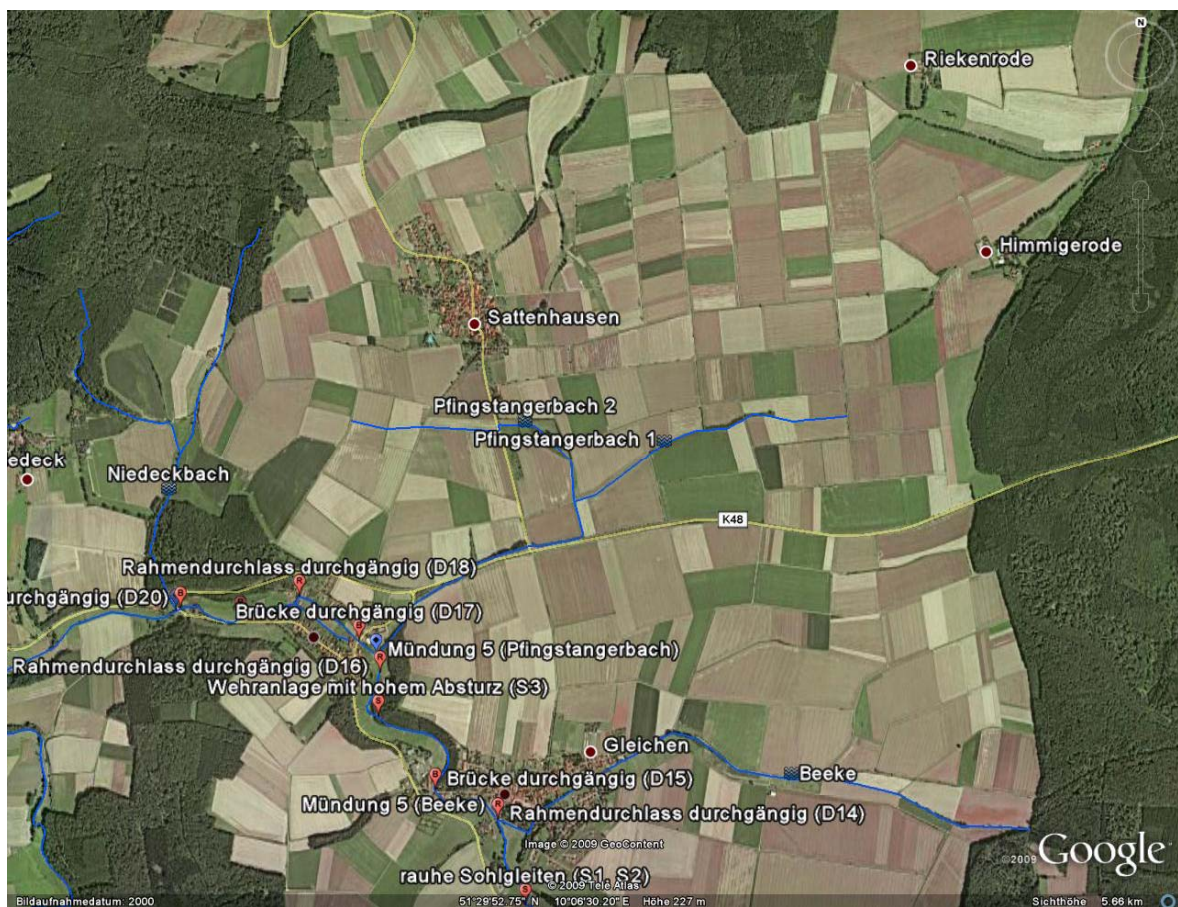 N
Riekenrode
Himmigerode
Sattenhausen
Pfingstangerbach 2
Pfingstangerbach 1
edeck
Niedeckbach
K48
Rahmendurchlass durchgängig (D18)
urchgängig (D20)
B
R
Brücke durchgängig (D17)
B
Mündung 5 (Pfingstangerbach)
Rahmendurchlass durchgängig (D16)
R
Wehranlage mit hohem Absturz (S3)
S
Gleichen
Beeke
B
Brücke durchgängig (D15)
Mündung 5 (Beeke)
R
Rahmendurchlass durchgängig (D14)
Image © 2009 GeoContent
©2009 Google
rauhe Sohlgleiten (S1, S2)
© 2009 Tele Atlas
S
Bildaufnahmedatum: 2000
51°29'52.75" N 10°06'30.20" E Höhe 227 m
Sichthöhe 5.66 km